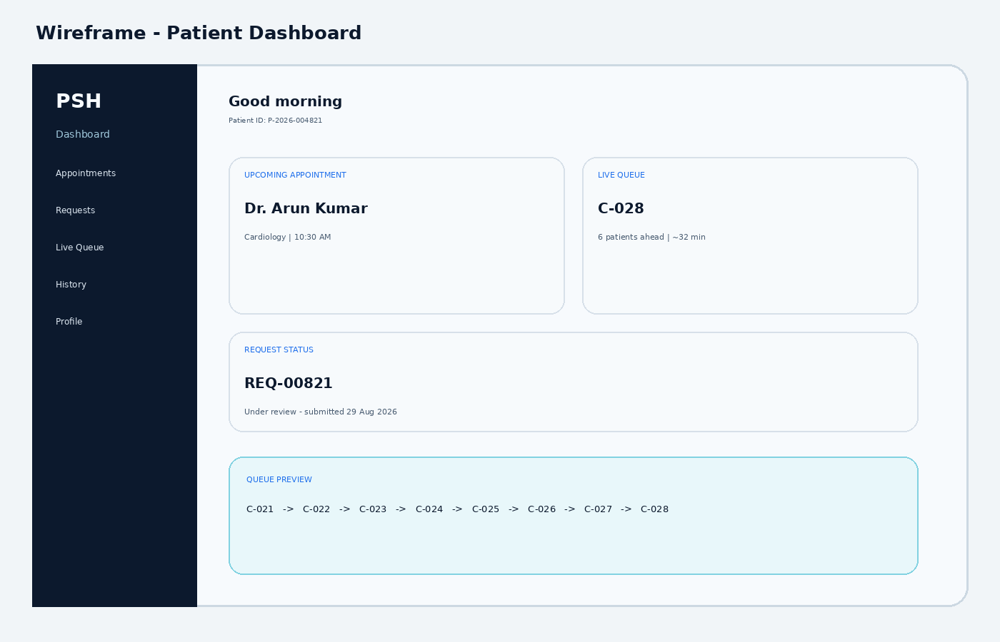 Wireframe - Patient Dashboard
PSH
Dashboard
Appointments
Requests
Live Queue
History
Profile
Good morning
Patient ID: P-2026-004821
UPCOMING APPOINTMENT
Dr. Arun Kumar
Cardiology | 10:30 AM
LIVE QUEUE
C-028
6 patients ahead | ~32 min
REQUEST STATUS
REQ-00821
Under review - submitted 29 Aug 2026
QUEUE PREVIEW
C-021 -> C-022 -> C-023 -> C-024 -> C-025 -> C-026 -> C-027 -> C-028